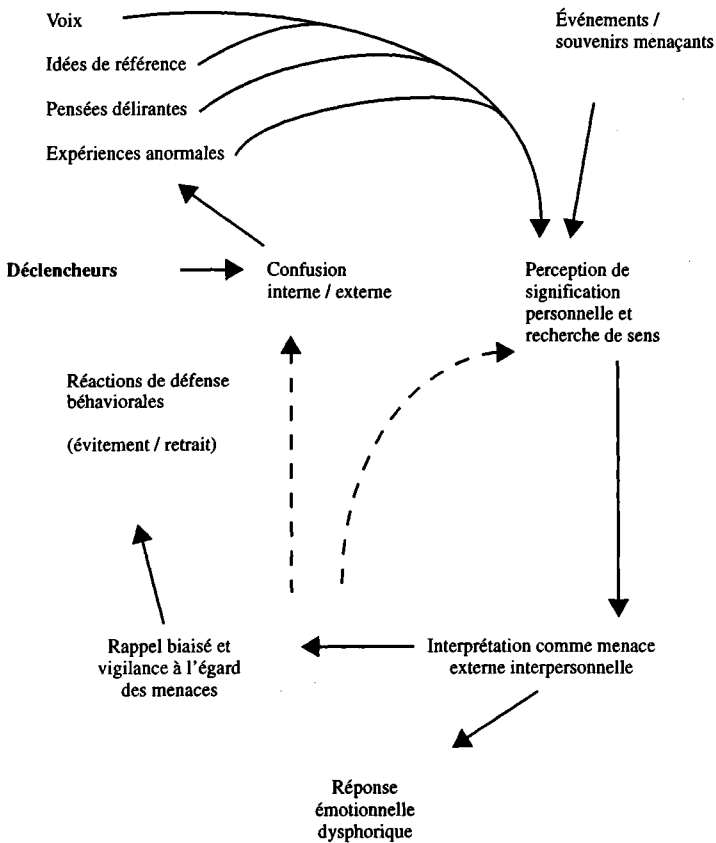 Voix
Idées de référence
Pensées délirantes
Expériences anormales
Événements /
souvenirs menaçants
Déclencheurs
Confusion
interne / externe
Perception de
signification
personnelle et
recherche de sens
Réactions de défense
béhaviorales
(évitement / retrait)
Rappel biaisé et
vigilance à l'égard
des menaces
Interprétation comme menace
externe interpersonnelle
Réponse
émotionnelle
dysphorique